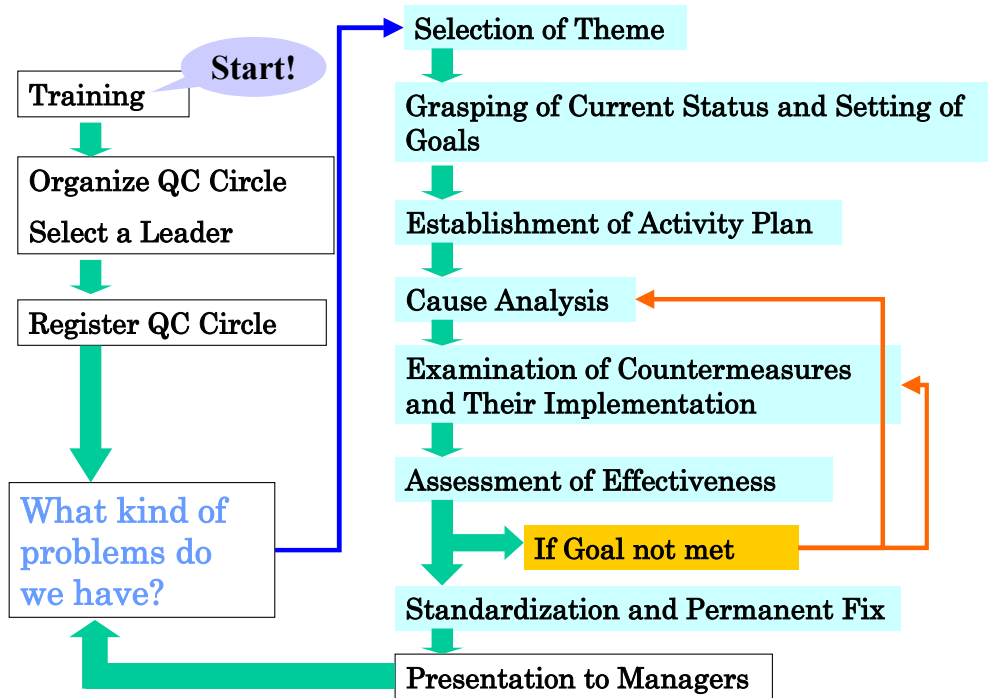 Start!
Training
Organize QC Circle
Select a Leader
Register QC Circle
What kind of
problems do
we have?
Selection of Theme
Grasping of Current Status and Setting of
Goals
Establishment of Activity Plan
Cause Analysis
Examination of Countermeasures
and Their Implementation
Assessment of Effectiveness
If Goal not met
Standardization and Permanent Fix
Presentation to Managers